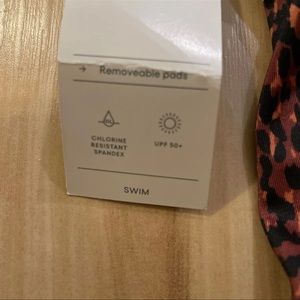 → Removeable pads
CHLORINE
RESISTANT
SPANDEX
UPF 50+
SWIM